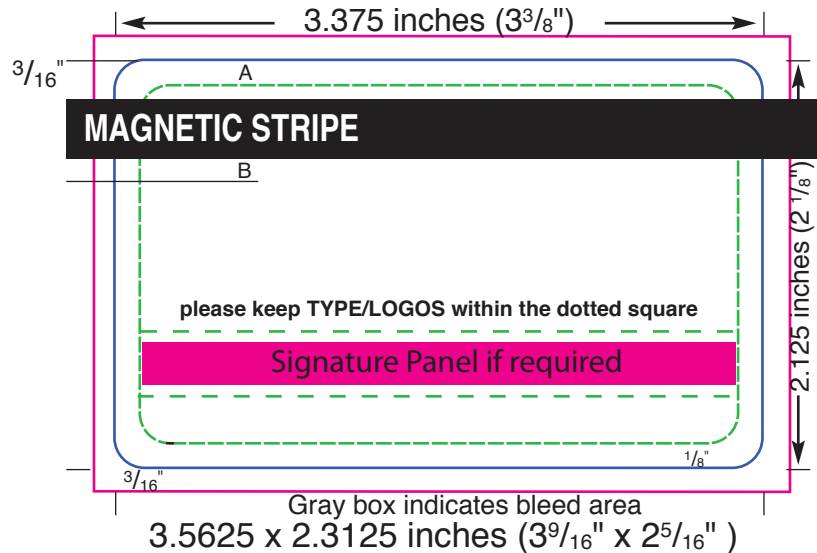 3.375 inches (3³/₈")
³/₁₆"
A
MAGNETIC STRIPE
B
2.125 inches (2 ¹/₈")
please keep TYPE/LOGOS within the dotted square
Signature Panel if required
¹/₈"
³/₁₆"
Gray box indicates bleed area
3.5625 x 2.3125 inches (3⁹/₁₆" x 2⁵/₁₆" )